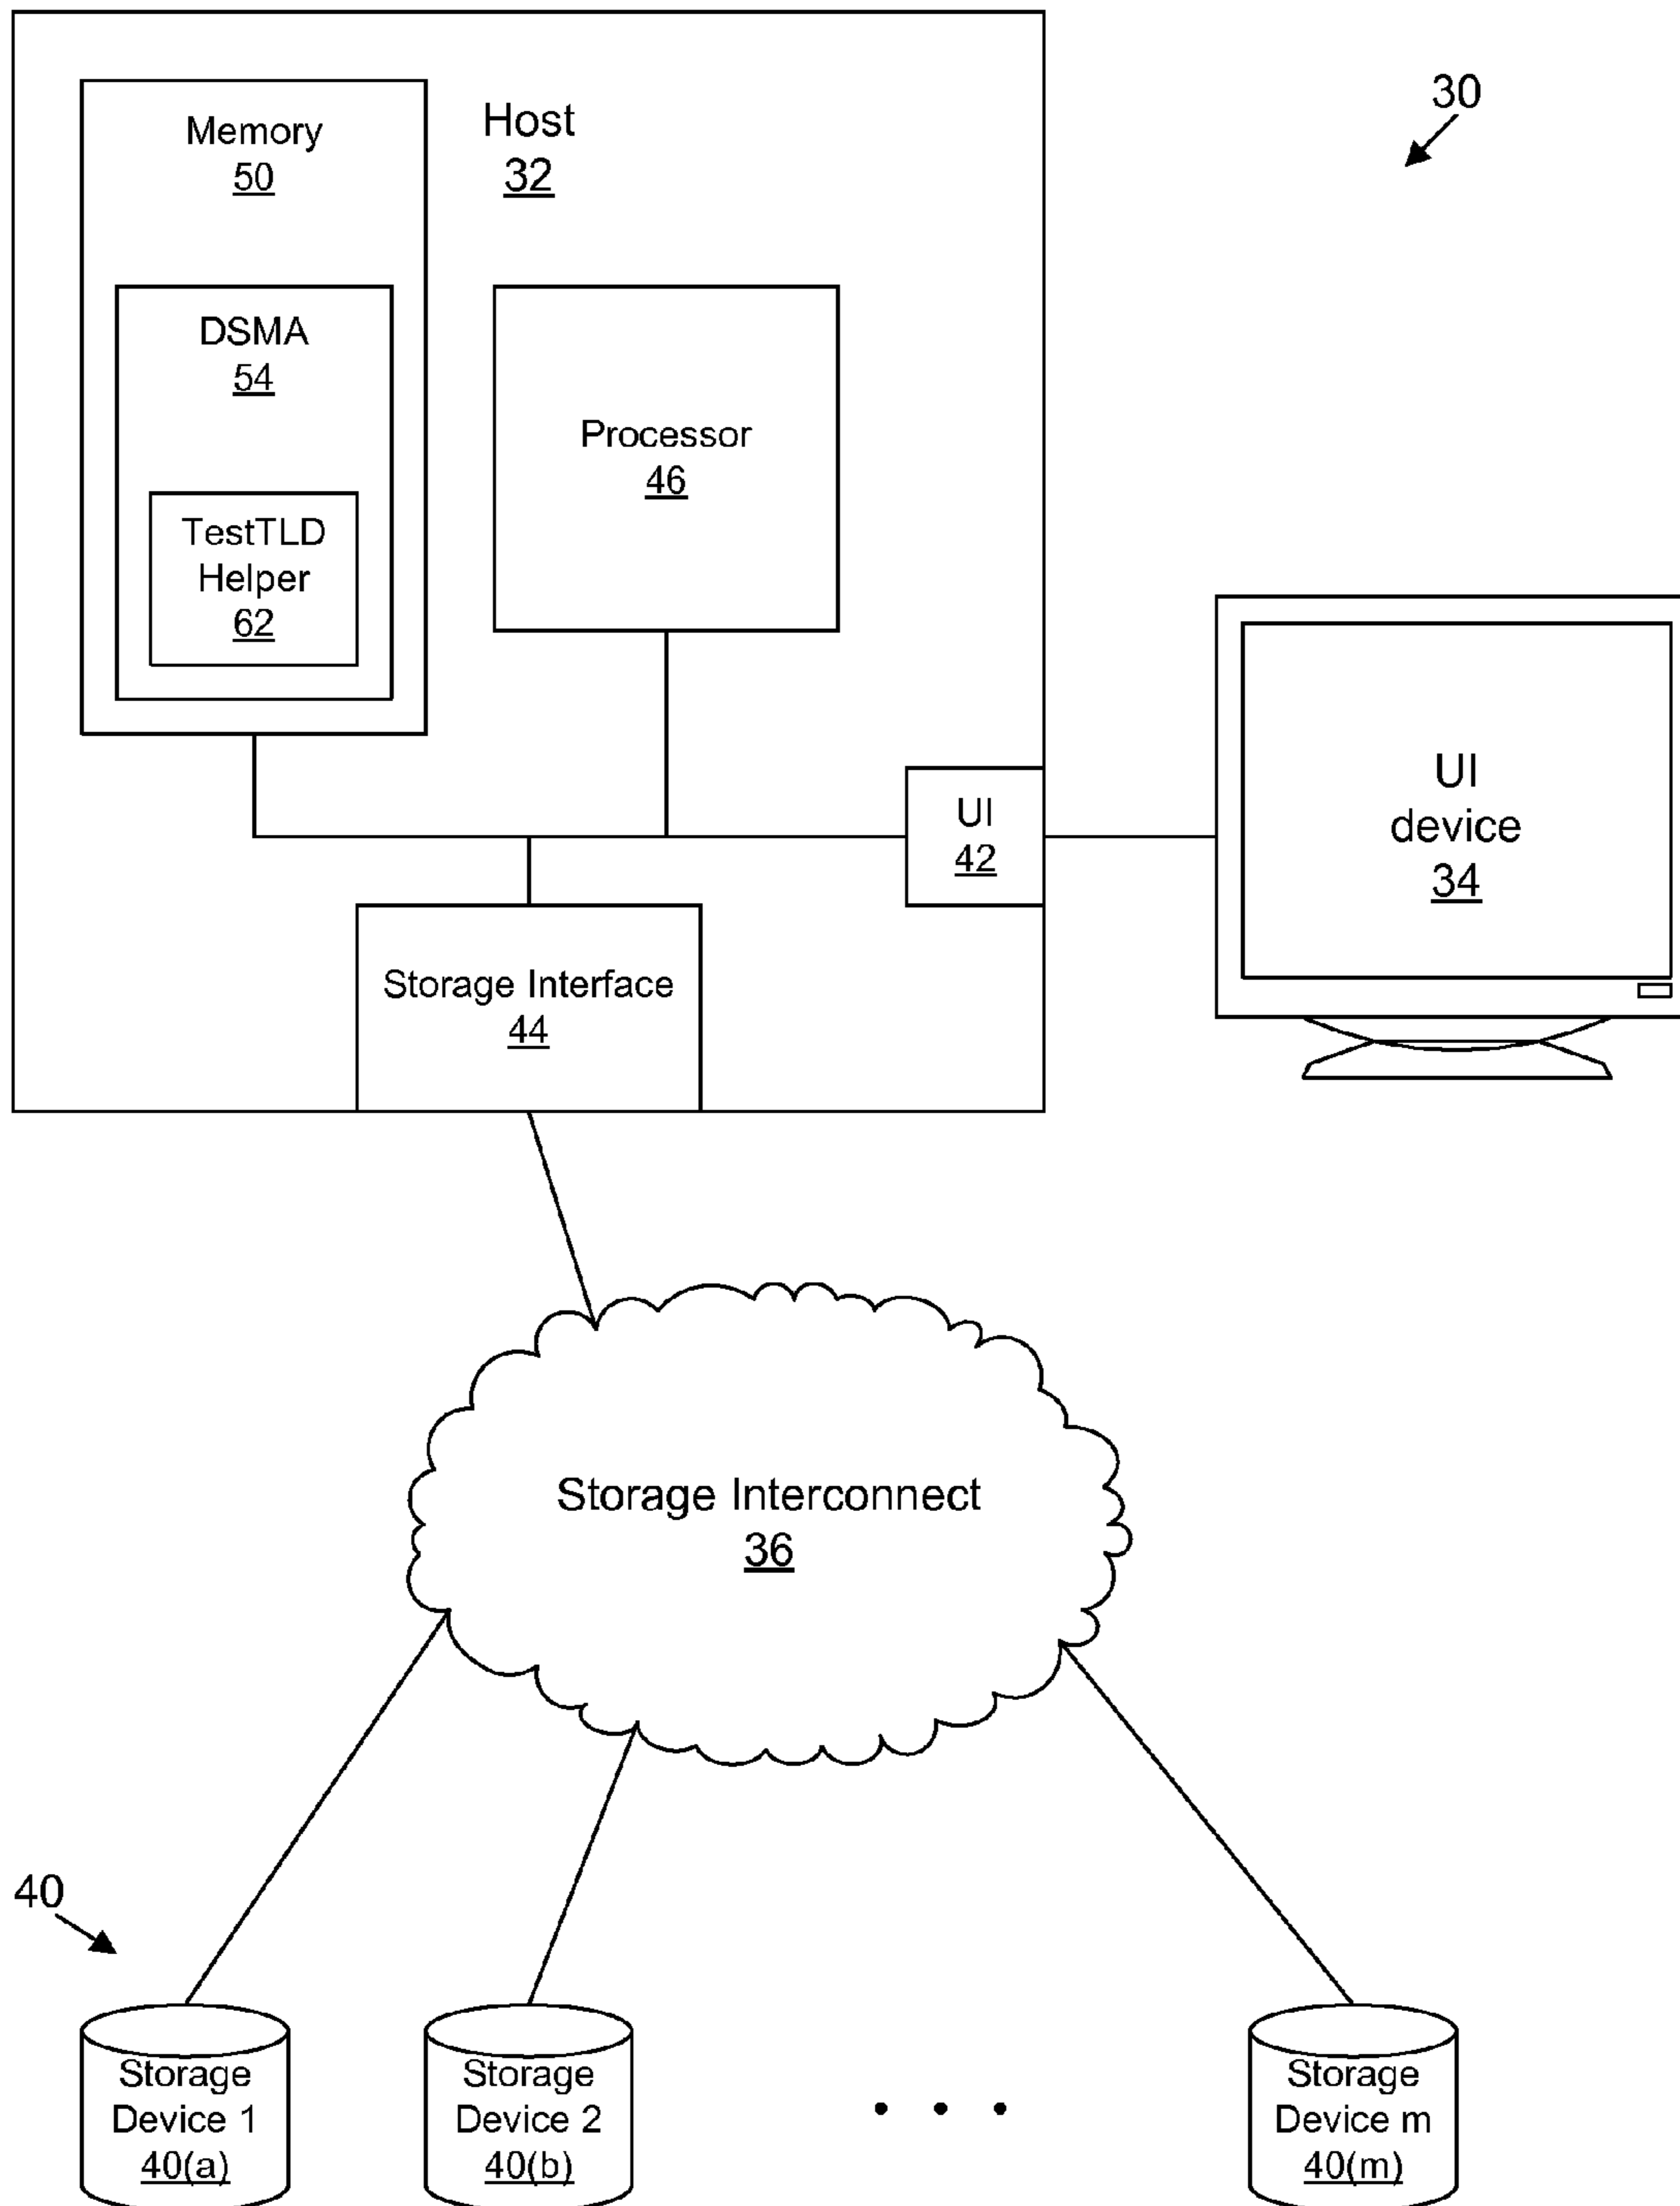 30
Host
32
Memory
50
DSMA
54
TestTLD
Helper
62
Processor
46
UI
42
UI
device
34
Storage Interface
44
Storage Interconnect
36
40
Storage
Device 1
40(a)
Storage
Device 2
40(b)
• • •
Storage
Device m
40(m)